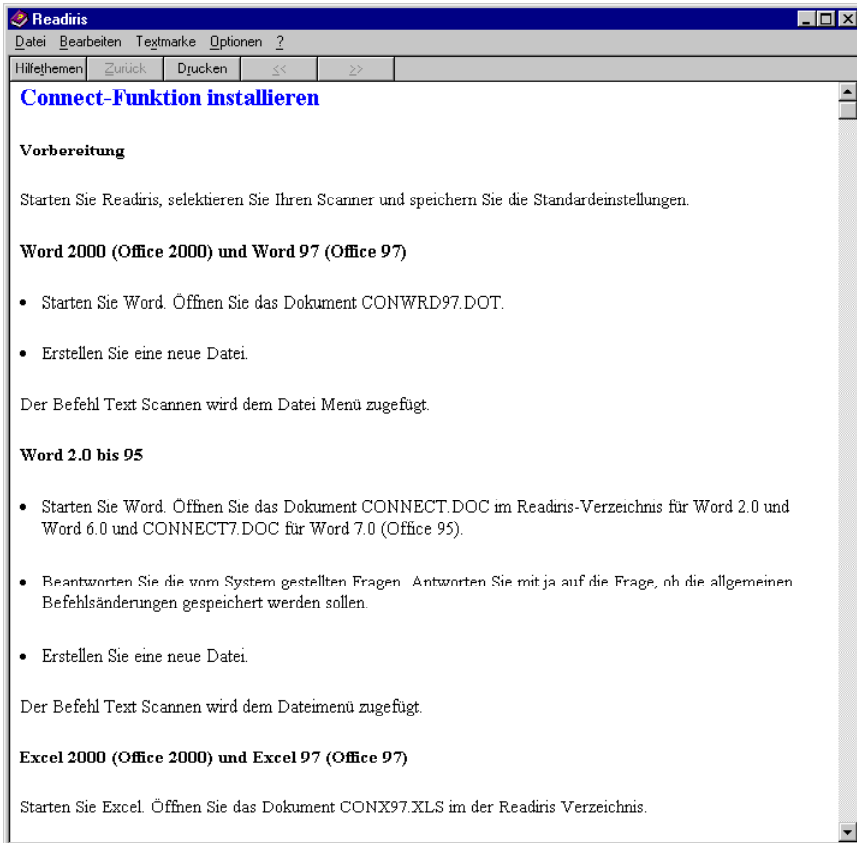 Readiris
Datei Bearbeiten Textmarke Optionen ?
Hilfethemen Zurück Drucken << >>
Connect-Funktion installieren
Vorbereitung
Starten Sie Readiris, selektieren Sie Ihren Scanner und speichern Sie die Standardeinstellungen.
Word 2000 (Office 2000) und Word 97 (Office 97)
• Starten Sie Word. Öffnen Sie das Dokument CONWRD97.DOT.
• Erstellen Sie eine neue Datei.
Der Befehl Text Scannen wird dem Datei Menü zugefügt.
Word 2.0 bis 95
• Starten Sie Word. Öffnen Sie das Dokument CONNECT.DOC im Readiris-Verzeichnis für Word 2.0 und
Word 6.0 und CONNECT7.DOC für Word 7.0 (Office 95).
• Beantworten Sie die vom System gestellten Fragen. Antworten Sie mit ja auf die Frage, ob die allgemeinen
Befehlsänderungen gespeichert werden sollen.
• Erstellen Sie eine neue Datei.
Der Befehl Text Scannen wird dem Dateimenü zugefügt.
Excel 2000 (Office 2000) und Excel 97 (Office 97)
Starten Sie Excel. Öffnen Sie das Dokument CONX97.XLS im der Readiris Verzeichnis.